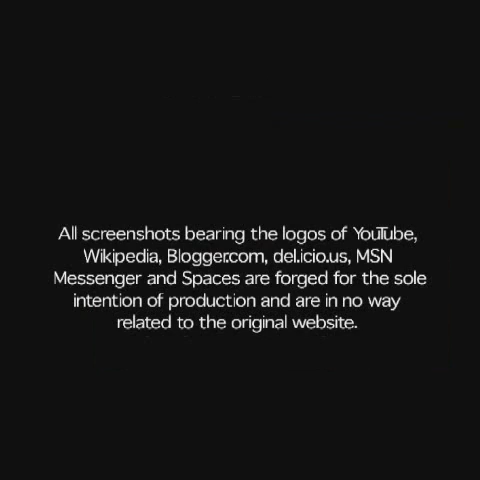 All screenshots bearing the logos of YouTube,
Wikipedia, Blogger.com, del.icio.us, MSN
Messenger and Spaces are forged for the sole
intention of production and are in no way
related to the original website.